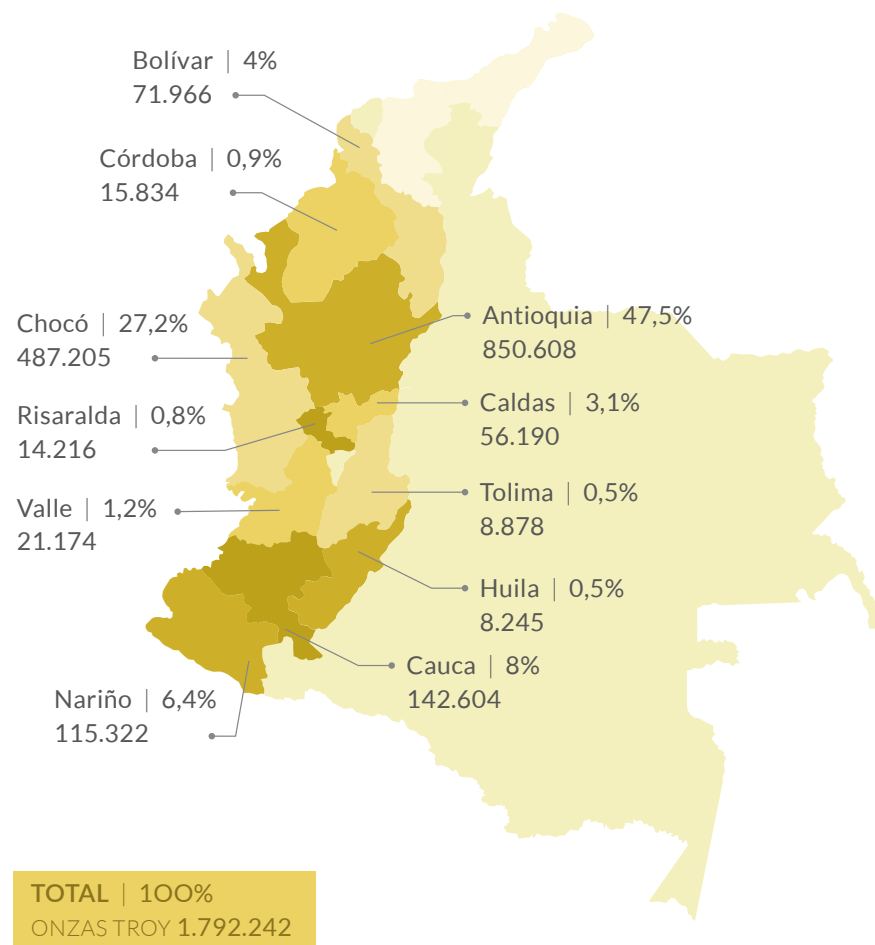 Bolívar | 4%
71.966
Córdoba | 0,9%
15.834
Chocó | 27,2%
487.205
Antioquia | 47,5%
850.608
Risaralda | 0,8%
14.216
Caldas | 3,1%
56.190
Valle | 1,2%
21.174
Tolima | 0,5%
8.878
Huila | 0,5%
8.245
Cauca | 8%
142.604
Nariño | 6,4%
115.322
TOTAL | 100%
ONZAS TROY 1.792.242